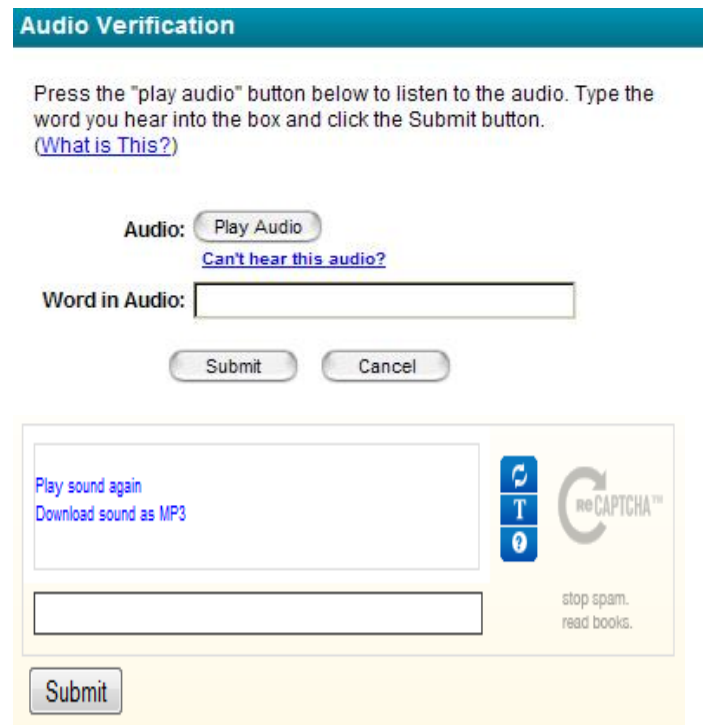 Audio Verification
Press the "play audio" button below to listen to the audio. Type the
word you hear into the box and click the Submit button.
(What is This?)
Audio: Play Audio
Can't hear this audio?
Word in Audio:
Submit Cancel
Play sound again
Download sound as MP3
T
?
reCAPTCHA™
stop spam.
read books.
Submit